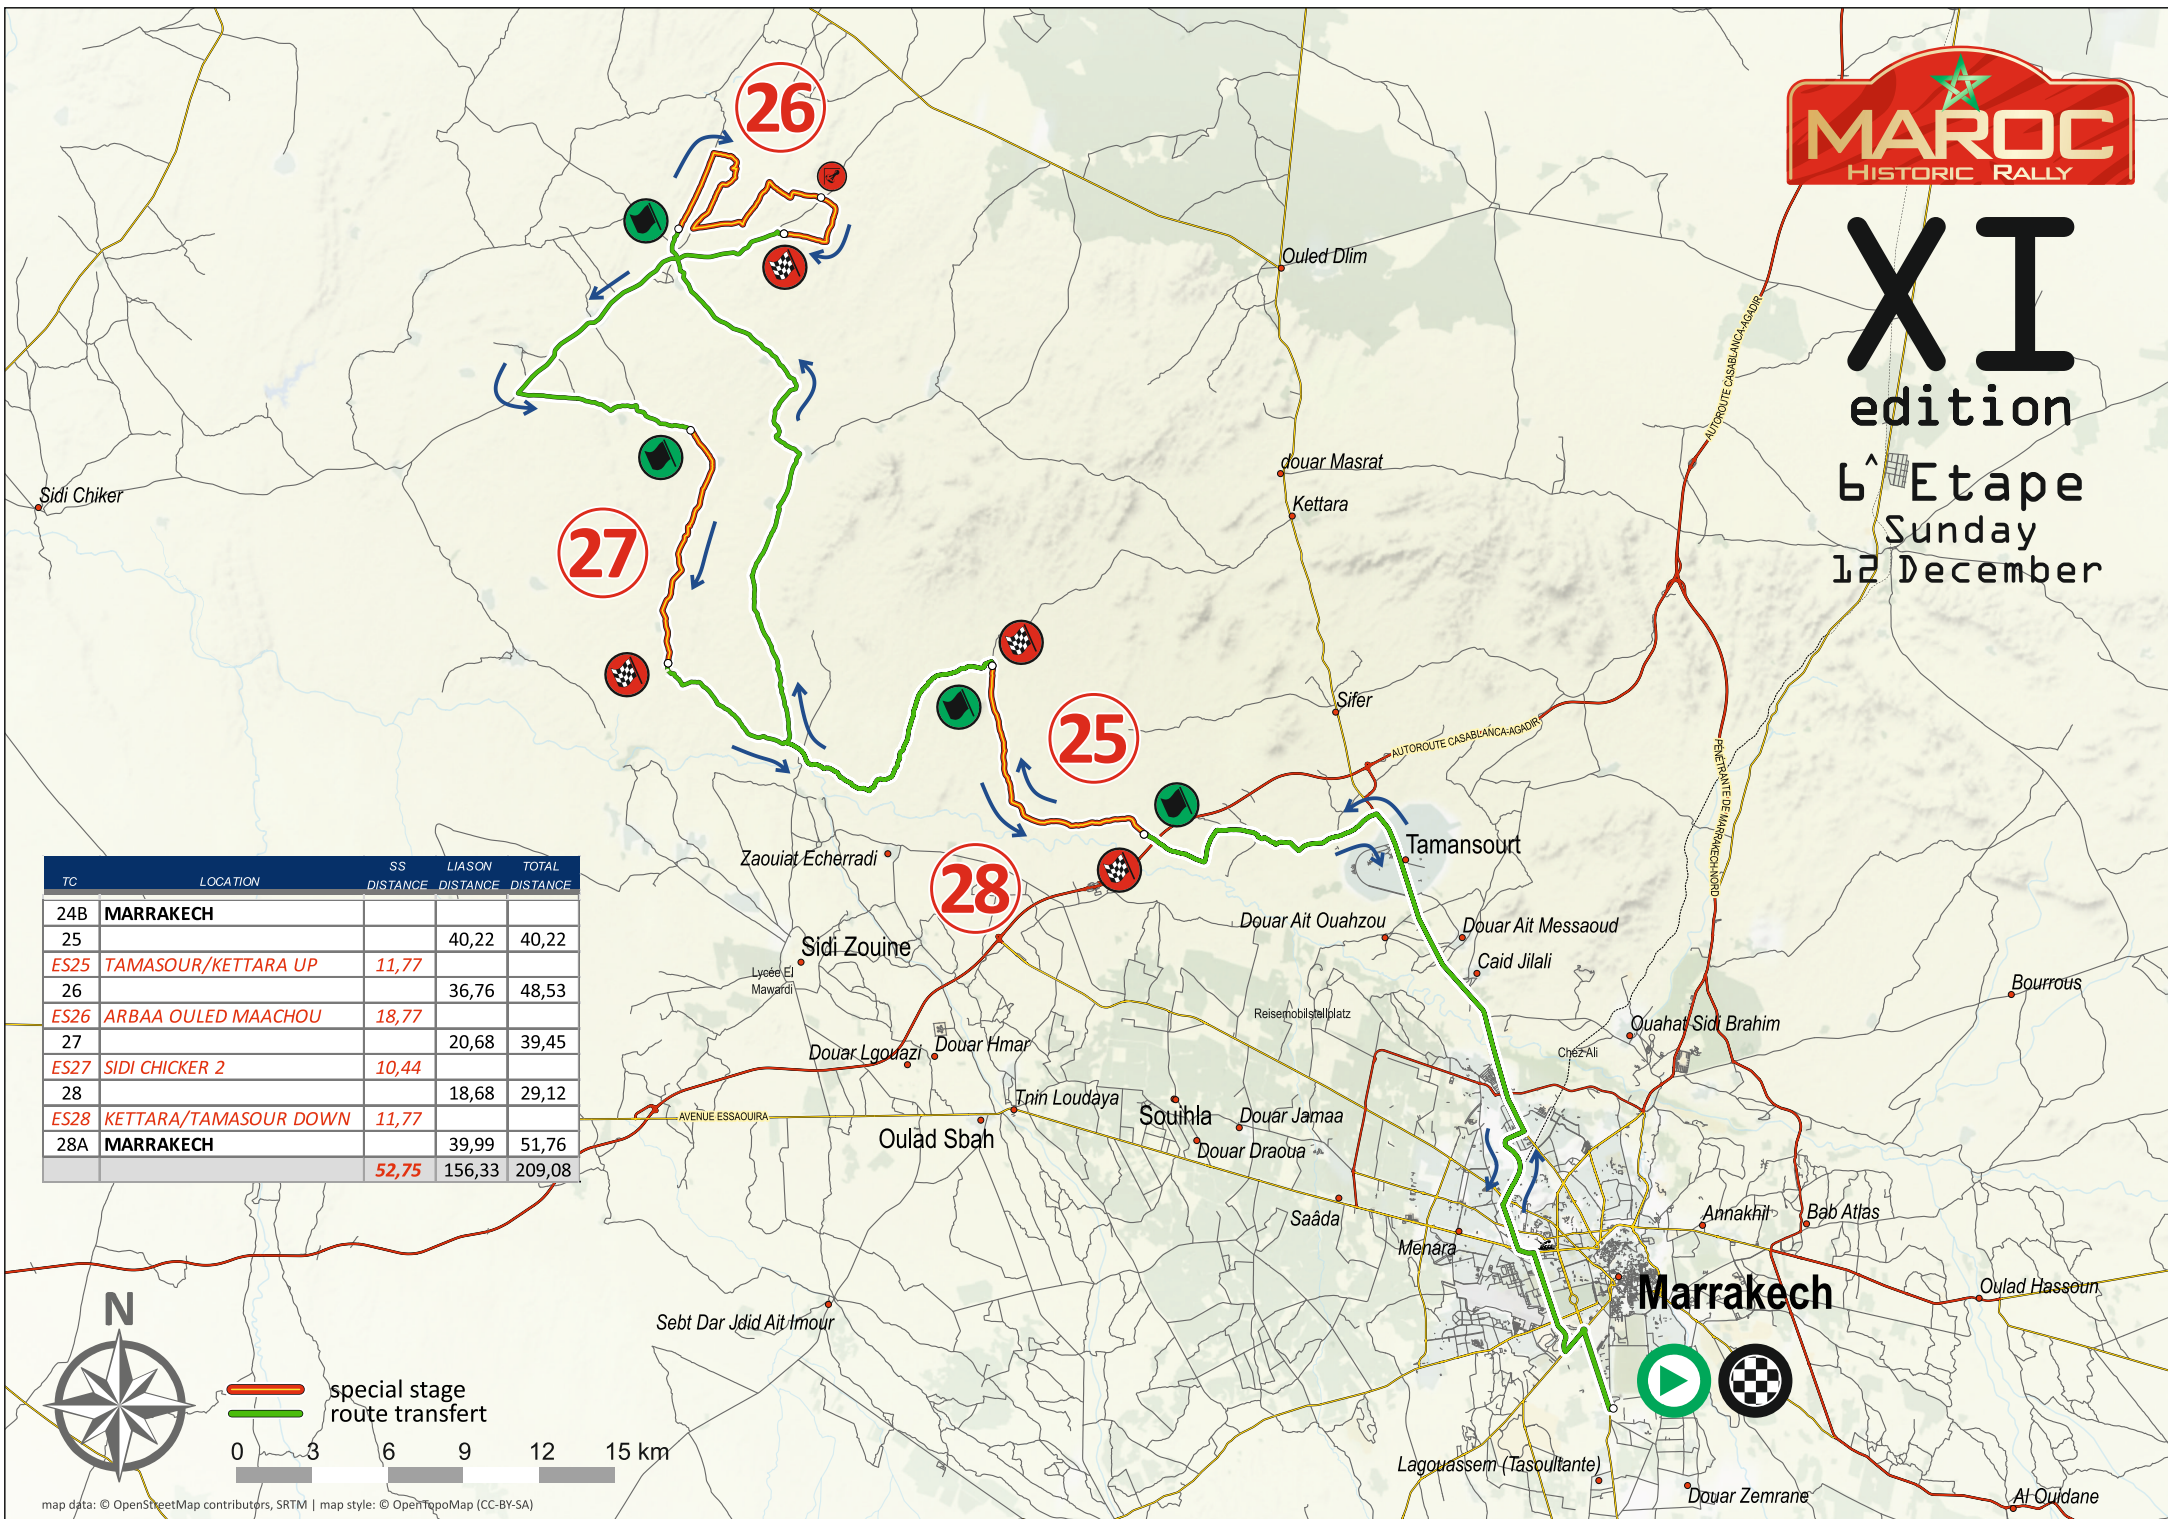 MAROC
HISTORIC RALLY
XI
edition
6^ Etape
Sunday
12 December
26
27
25
28
Ouled Dlim
douar Masrat
Kettara
Sidi Chiker
Sifer
AUTOROUTE CASABLANCA-AGADIR
AUTOROUTE CASABLANCA-AGADIR
PÉNÉTRANTE DE MARRAKECH-NORD
Tamansourt
Zaouiat Echerradi
Douar Ait Ouahzou
Douar Ait Messaoud
Sidi Zouine
Caid Jilali
Lycée El
Mawardi
Bourrous
Reisemobilstellplatz
Ouahat Sidi Brahim
Chez Ali
Douar Lgouazi
Douar Hmar
Tnin Loudaya
AVENUE ESSAOUIRA
Souihla
Douar Jamaa
Oulad Sbah
Douar Draoua
Saâda
Menara
Annakhil
Bab Atlas
Marrakech
Oulad Hassoun
Sebt Dar Jdid Ait Imour
Lagouassem (Tasoultante)
Douar Zemrane
Al Ouidane
TC LOCATION SS DISTANCE LIASON DISTANCE TOTAL DISTANCE
24B MARRAKECH
25 40,22 40,22
ES25 TAMASOUR/KETTARA UP 11,77
26 36,76 48,53
ES26 ARBAA OULED MAACHOU 18,77
27 20,68 39,45
ES27 SIDI CHICKER 2 10,44
28 18,68 29,12
ES28 KETTARA/TAMASOUR DOWN 11,77
28A MARRAKECH 39,99 51,76
52,75 156,33 209,08
N
special stage
route transfert
0 3 6 9 12 15 km
map data: © OpenStreetMap contributors, SRTM | map style: © OpenTopoMap (CC-BY-SA)